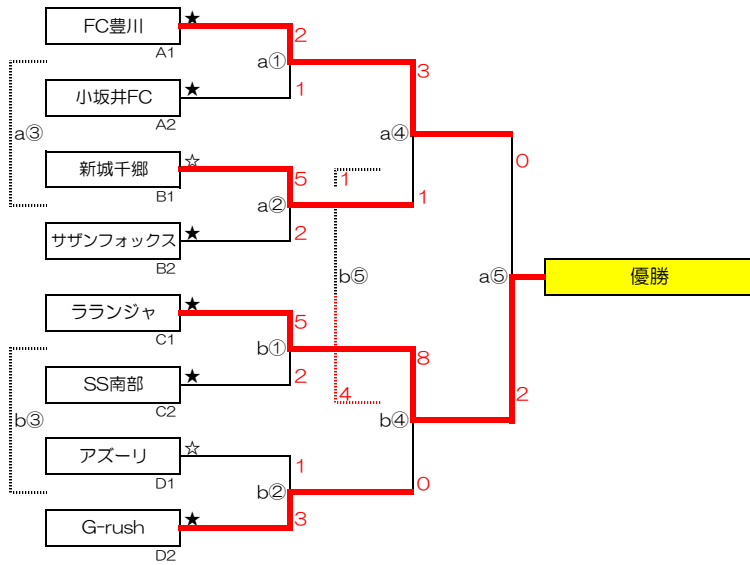 FC豊川
★
A1
2
a①
小坂井FC
★
A2
1
3
a③
a④
新城千郷
☆
B1
5
1
a②
1
0
サザンフォックス
★
B2
2
b⑤
a⑤
優勝
ラランジャ
★
C1
5
b①
8
SS南部
★
C2
2
4
2
b③
b④
アズーリ
☆
D1
1
b②
0
G-rush
★
D2
3